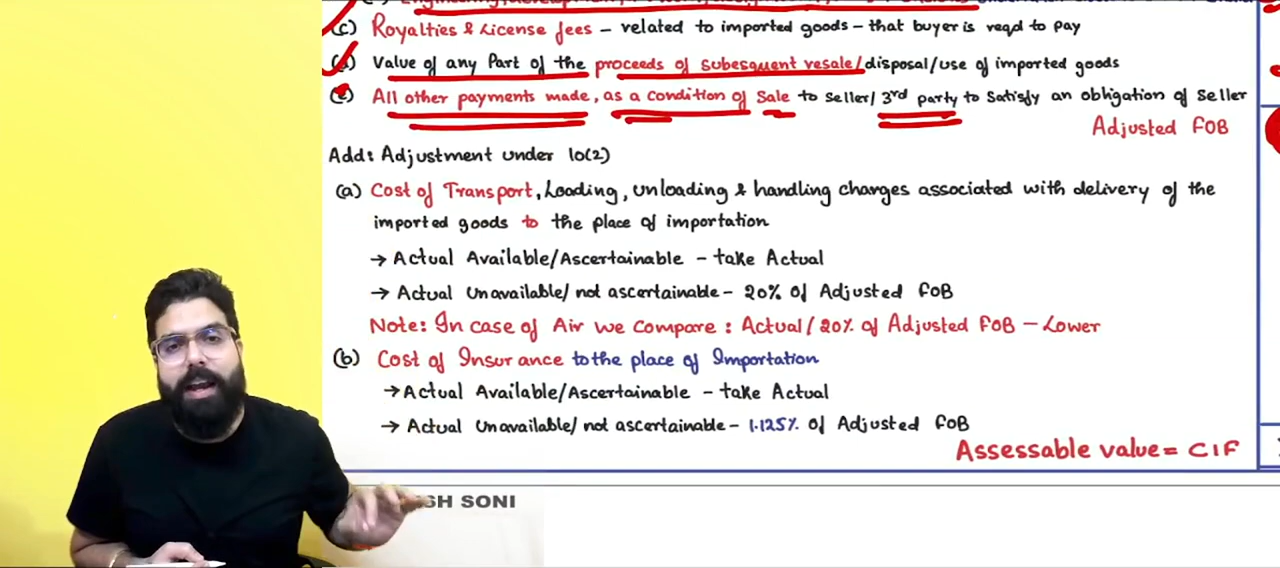 (c) Royalties & License fees - related to imported goods - that buyer is reqd to pay
Value of any Part of the proceeds of subesquent resale/disposal/use of imported goods
All other payments made, as a condition of Sale to seller/ 3rd party to Satisfy an obligation of Seller
Adjusted FOB
Add: Adjustment under 10(2)
(a) Cost of Transport, Loading, unloading & handling charges associated with delivery of the
imported goods to the place of importation
→ Actual Available/Ascertainable - take Actual
→ Actual Unavailable/ not ascertainable - 20% of Adjusted FOB
Note: In case of Air we Compare : Actual/20% of Adjusted FOB - Lower
(b) Cost of Insurance to the place of Importation
→ Actual Available/Ascertainable - take Actual
→ Actual Unavailable/ not ascertainable - 1.125% of Adjusted FOB
Assessable value = CIF
SH SONI